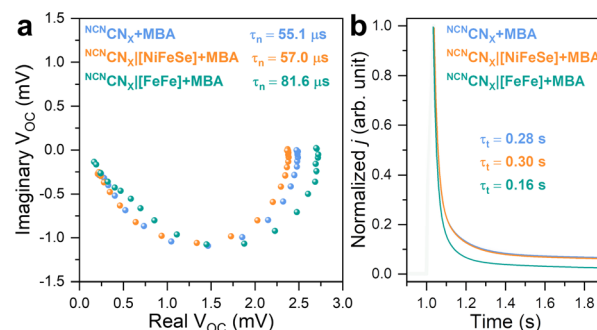 a
NCNCNX+MBA τn = 55.1 μs
NCNCNX|[NiFeSe]+MBA τn = 57.0 μs
NCNCNX|[FeFe]+MBA τn = 81.6 μs
Imaginary VOC (mV)
1.5
1.0
0.5
0.0
-0.5
-1.0
-1.5
0.0 0.5 1.0 1.5 2.0 2.5 3.0
Real VOC (mV)
b
NCNCNX+MBA
NCNCNX|[NiFeSe]+MBA
NCNCNX|[FeFe]+MBA
τt = 0.28 s
τt = 0.30 s
τt = 0.16 s
Normalized j (arb. unit)
1.0
0.8
0.6
0.4
0.2
0.0
1.0 1.2 1.4 1.6 1.8
Time (s)